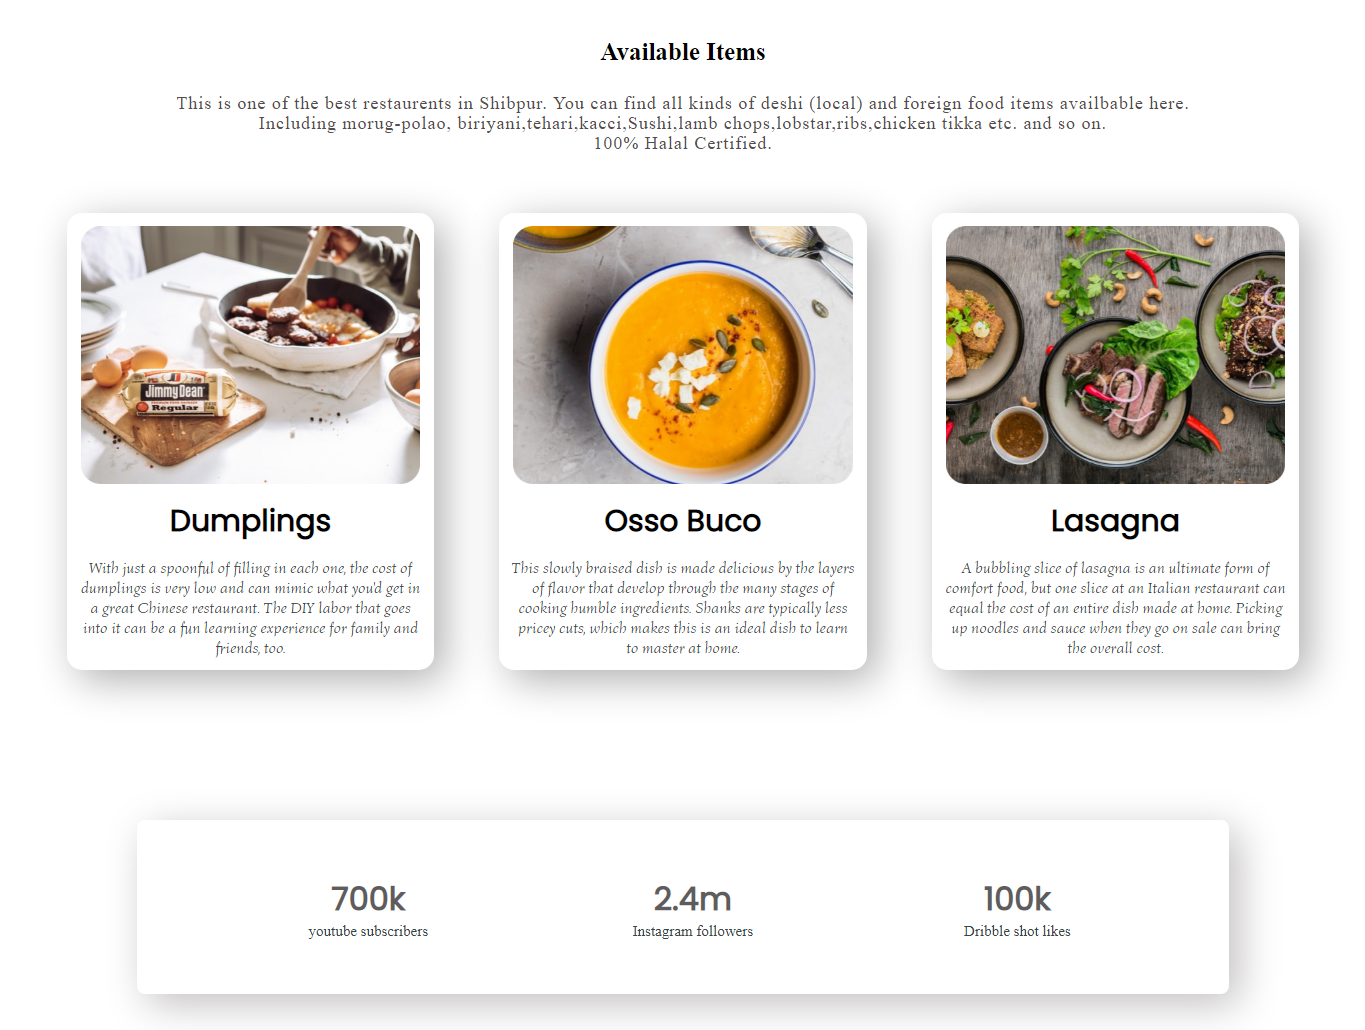 Available Items
This is one of the best restaurents in Shibpur. You can find all kinds of deshi (local) and foreign food items availbable here.
Including morug-polao, biriyani,tehari,kacci,Sushi,lamb chops,lobstar,ribs,chicken tikka etc. and so on.
100% Halal Certified.
Jimmy Dean
Regular
Dumplings
With just a spoonful of filling in each one, the cost of
dumplings is very low and can mimic what you'd get in
a great Chinese restaurant. The DIY labor that goes
into it can be a fun learning experience for family and
friends, too.
Osso Buco
This slowly braised dish is made delicious by the layers
of flavor that develop through the many stages of
cooking humble ingredients. Shanks are typically less
pricey cuts, which makes this is an ideal dish to learn
to master at home.
Lasagna
A bubbling slice of lasagna is an ultimate form of
comfort food, but one slice at an Italian restaurant can
equal the cost of an entire dish made at home. Picking
up noodles and sauce when they go on sale can bring
the overall cost.
700k
youtube subscribers
2.4m
Instagram followers
100k
Dribble shot likes